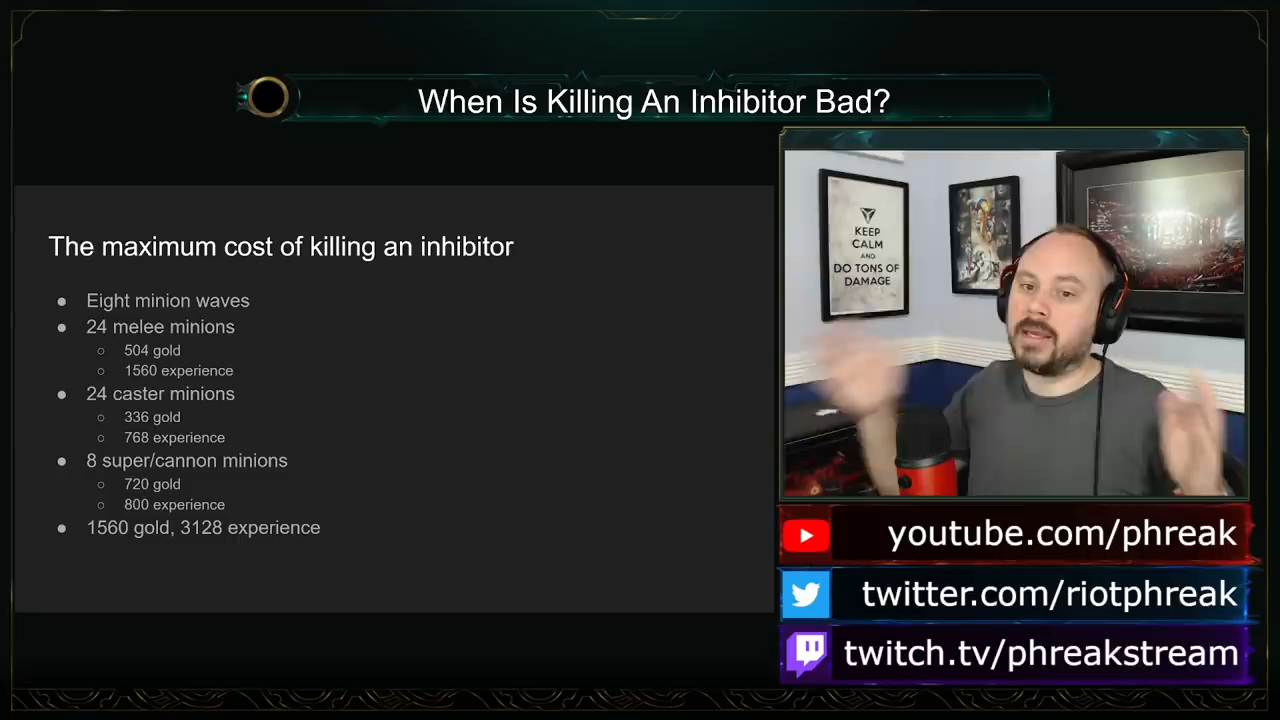 When Is Killing An Inhibitor Bad?
The maximum cost of killing an inhibitor
● Eight minion waves
● 24 melee minions
○ 504 gold
○ 1560 experience
● 24 caster minions
○ 336 gold
○ 768 experience
● 8 super/cannon minions
○ 720 gold
○ 800 experience
● 1560 gold, 3128 experience
KEEP
CALM
AND
DO TONS OF
DAMAGE
youtube.com/phreak
twitter.com/riotphreak
twitch.tv/phreakstream